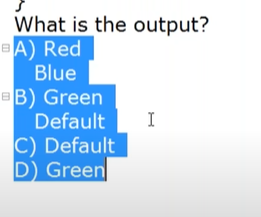 }
What is the output?
A) Red
Blue
B) Green
Default
C) Default
D) Green